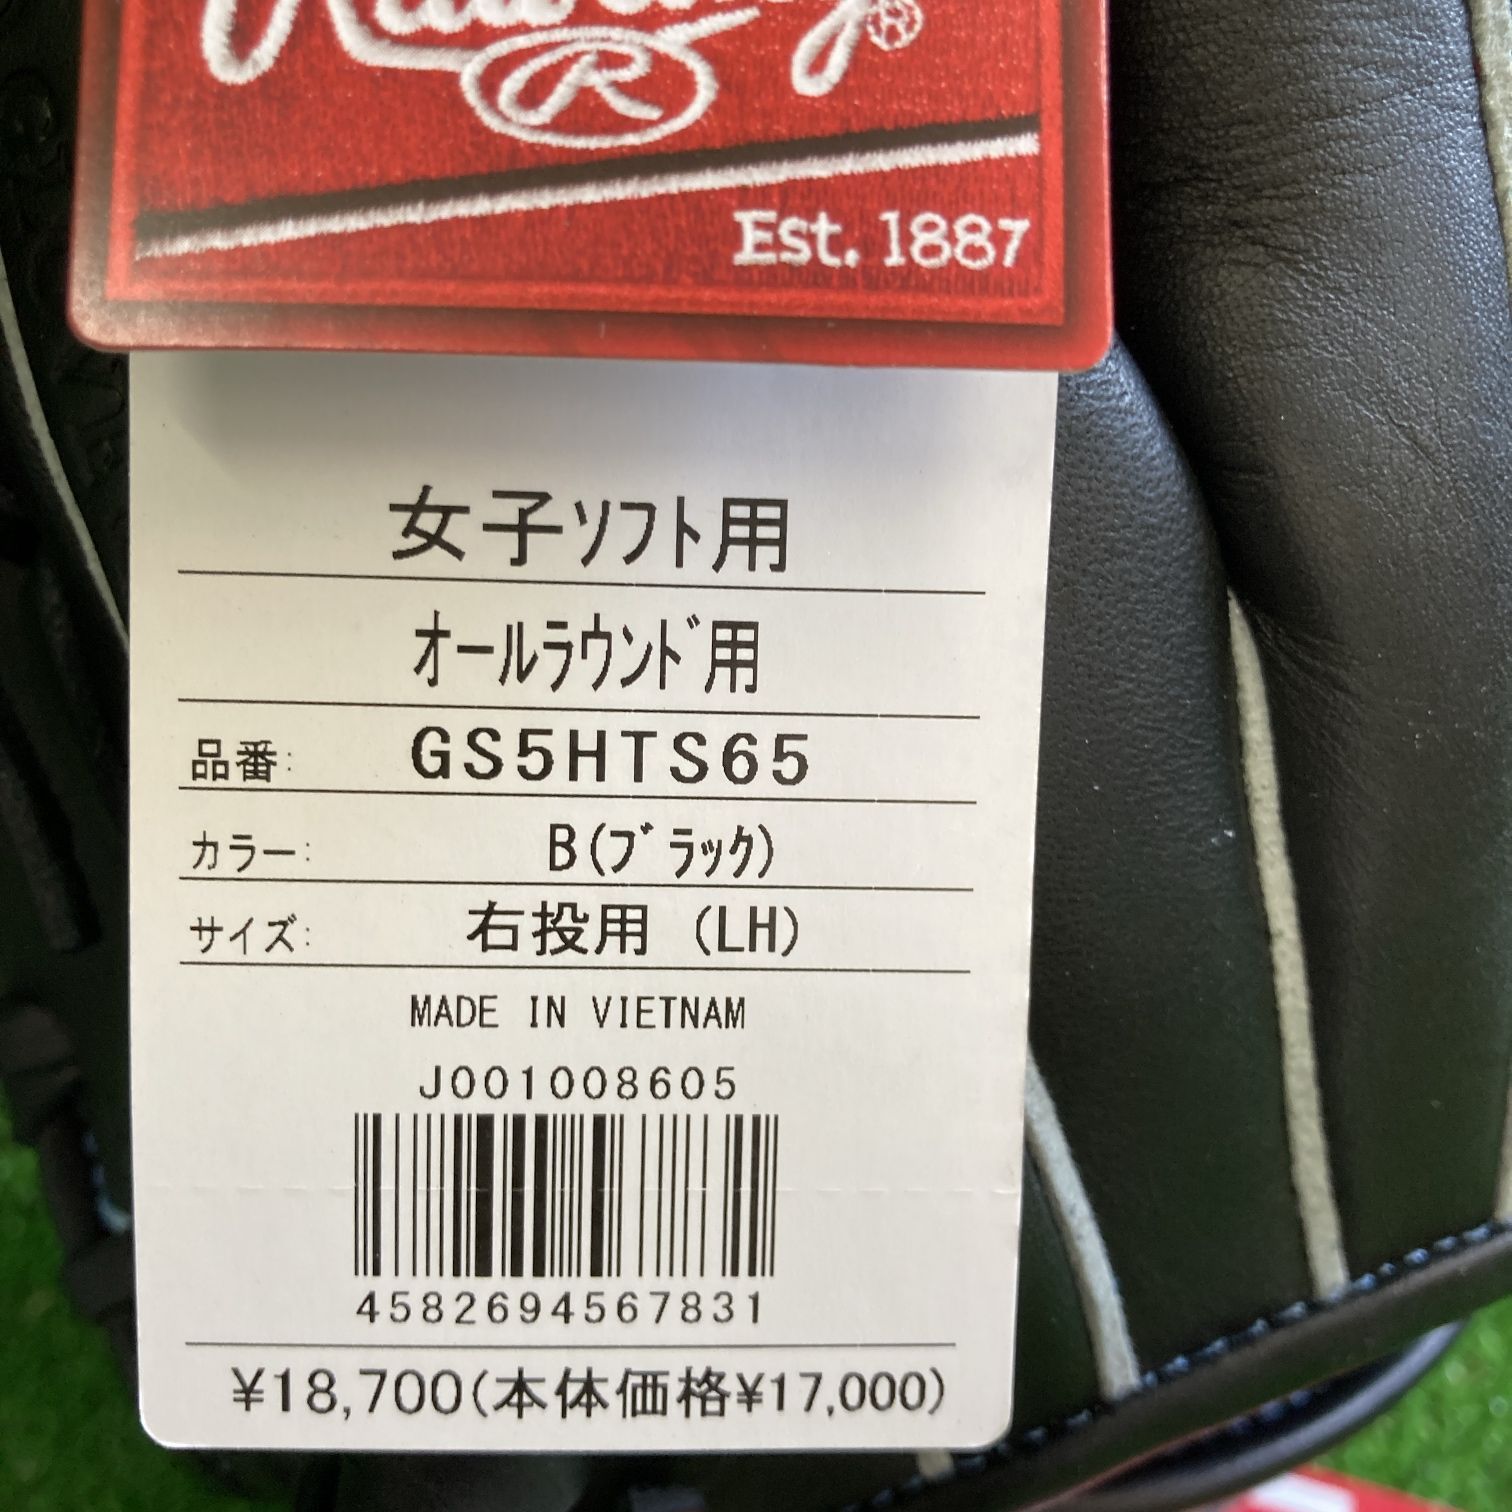 Rawlings®
R
Est. 1887
女子ソフト用
オールラウンド用
品番: GS5HTS65
カラー: B(ブラック)
サイズ: 右投用 (LH)
MADE IN VIETNAM
J001008605
4582694567831
¥18,700(本体価格¥17,000)